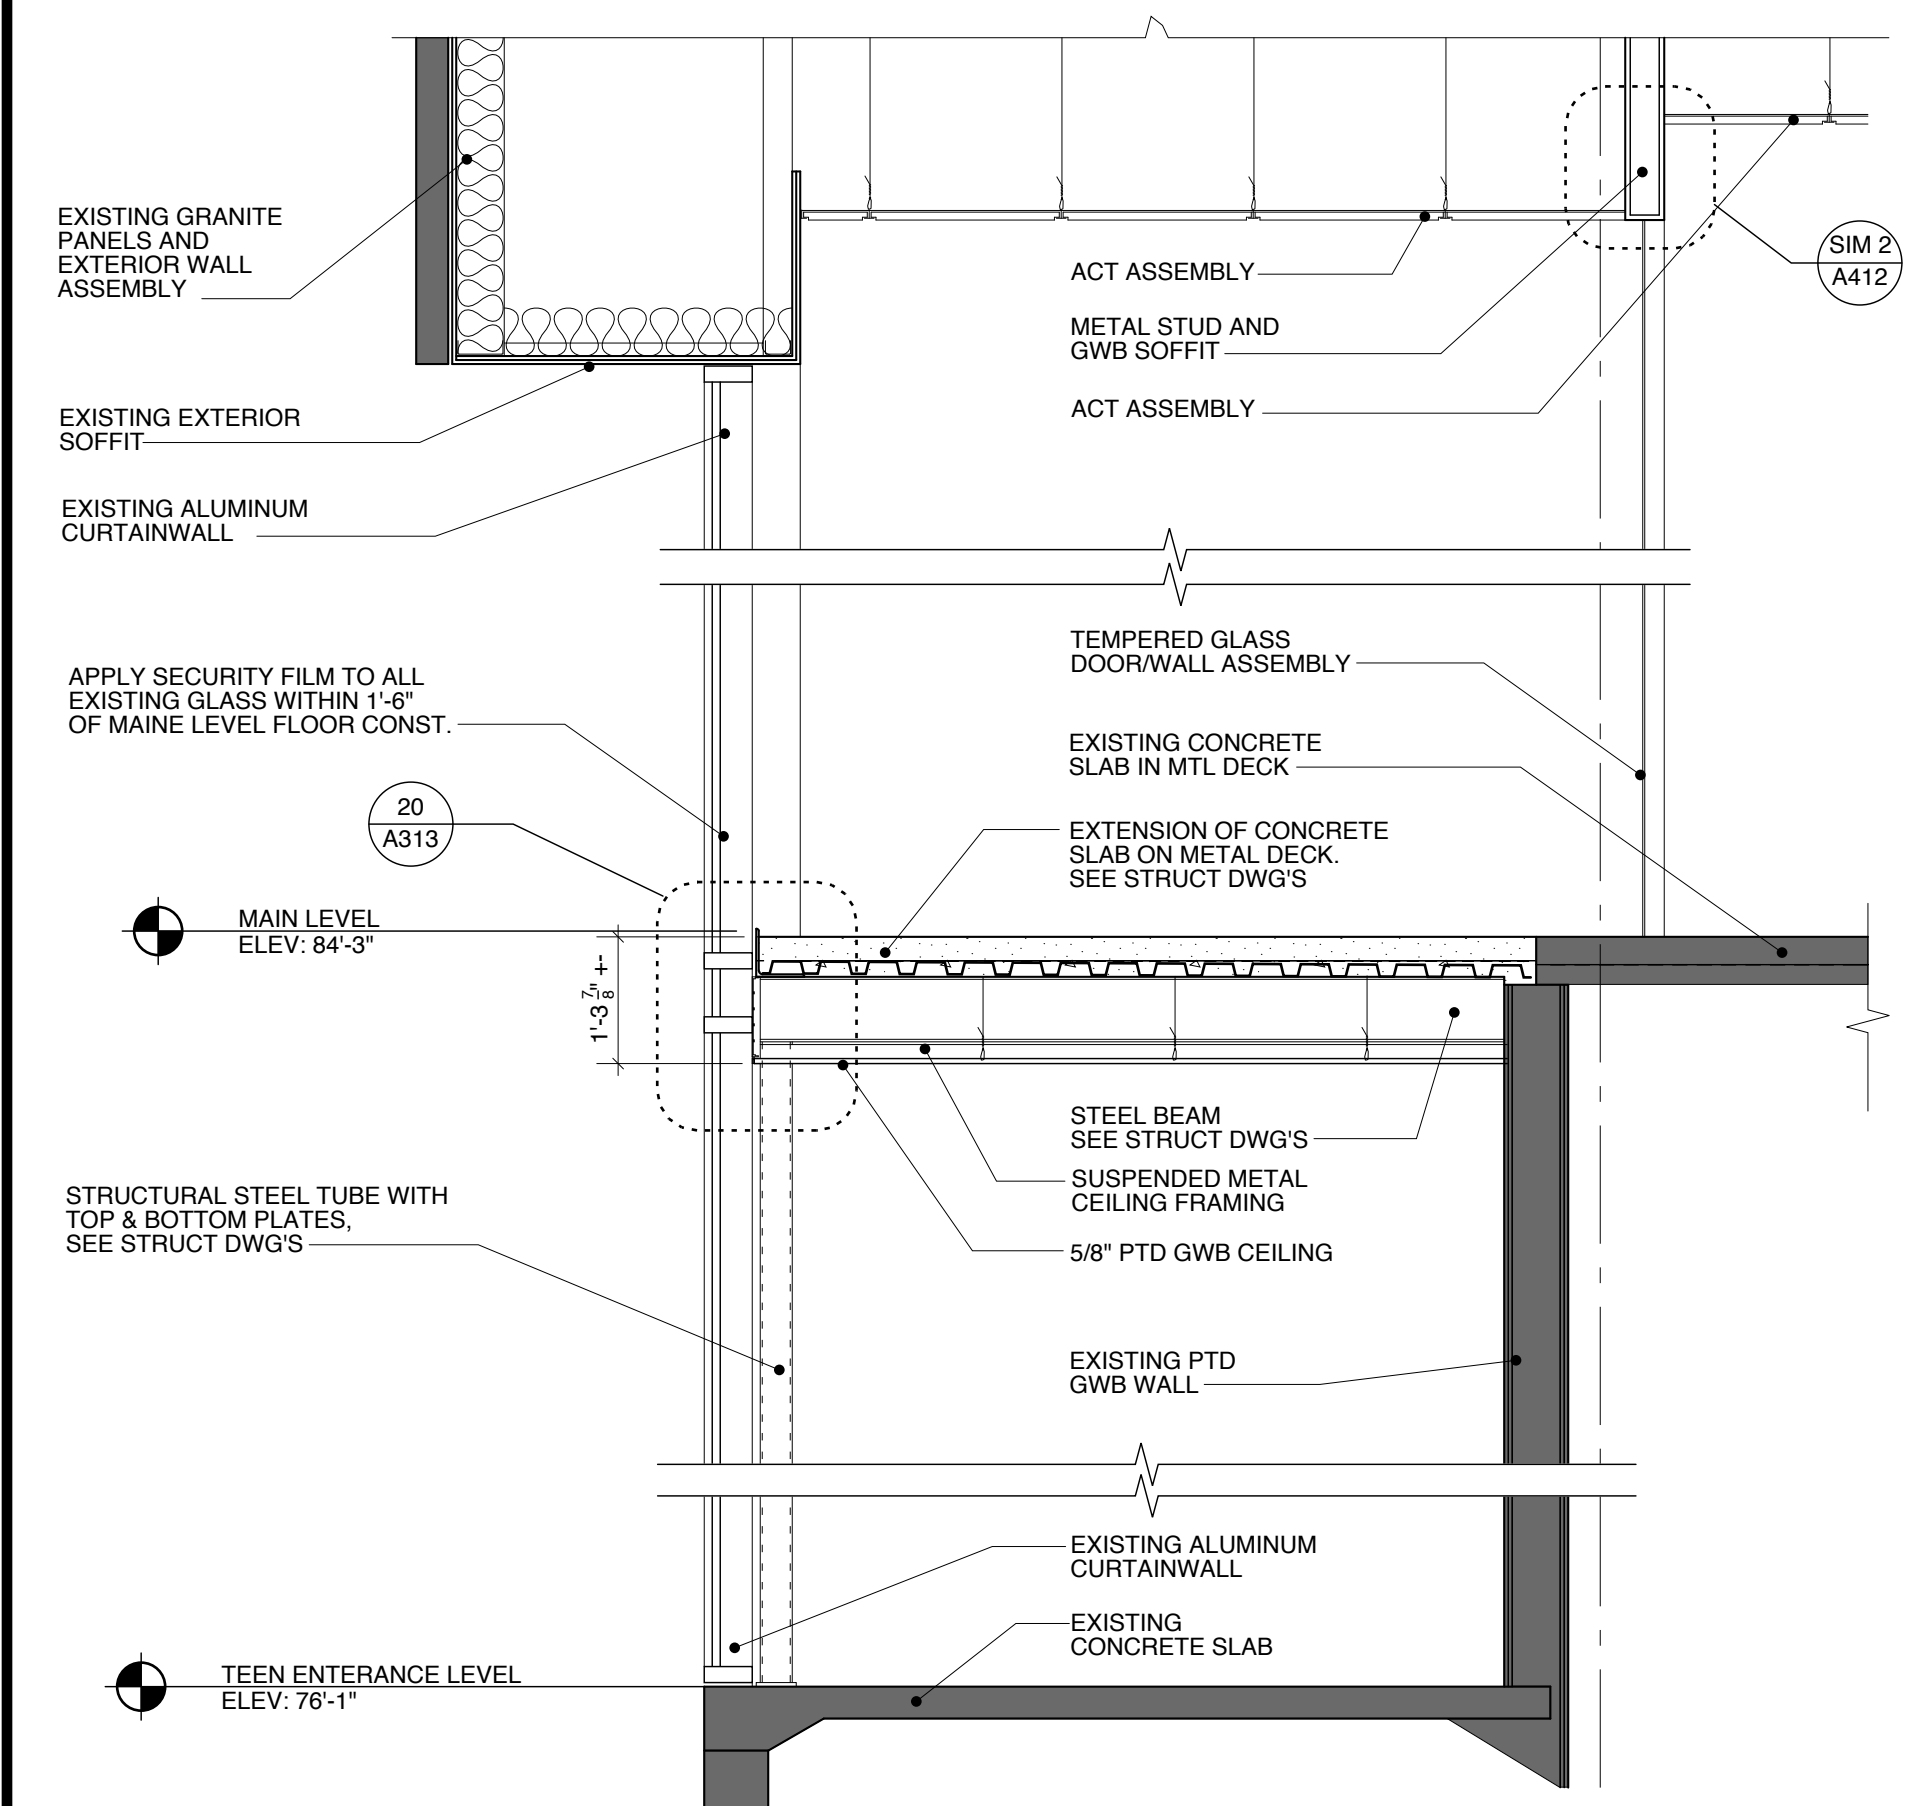 EXISTING GRANITE
PANELS AND
EXTERIOR WALL
ASSEMBLY
EXISTING EXTERIOR
SOFFIT
EXISTING ALUMINUM
CURTAINWALL
APPLY SECURITY FILM TO ALL
EXISTING GLASS WITHIN 1'-6"
OF MAINE LEVEL FLOOR CONST.
20
A313
MAIN LEVEL
ELEV: 84'-3"
1'-3 7/8" +-
STRUCTURAL STEEL TUBE WITH
TOP & BOTTOM PLATES,
SEE STRUCT DWG'S
TEEN ENTERANCE LEVEL
ELEV: 76'-1"
ACT ASSEMBLY
METAL STUD AND
GWB SOFFIT
ACT ASSEMBLY
SIM 2
A412
TEMPERED GLASS
DOOR/WALL ASSEMBLY
EXISTING CONCRETE
SLAB IN MTL DECK
EXTENSION OF CONCRETE
SLAB ON METAL DECK.
SEE STRUCT DWG'S
STEEL BEAM
SEE STRUCT DWG'S
SUSPENDED METAL
CEILING FRAMING
5/8" PTD GWB CEILING
EXISTING PTD
GWB WALL
EXISTING ALUMINUM
CURTAINWALL
EXISTING
CONCRETE SLAB